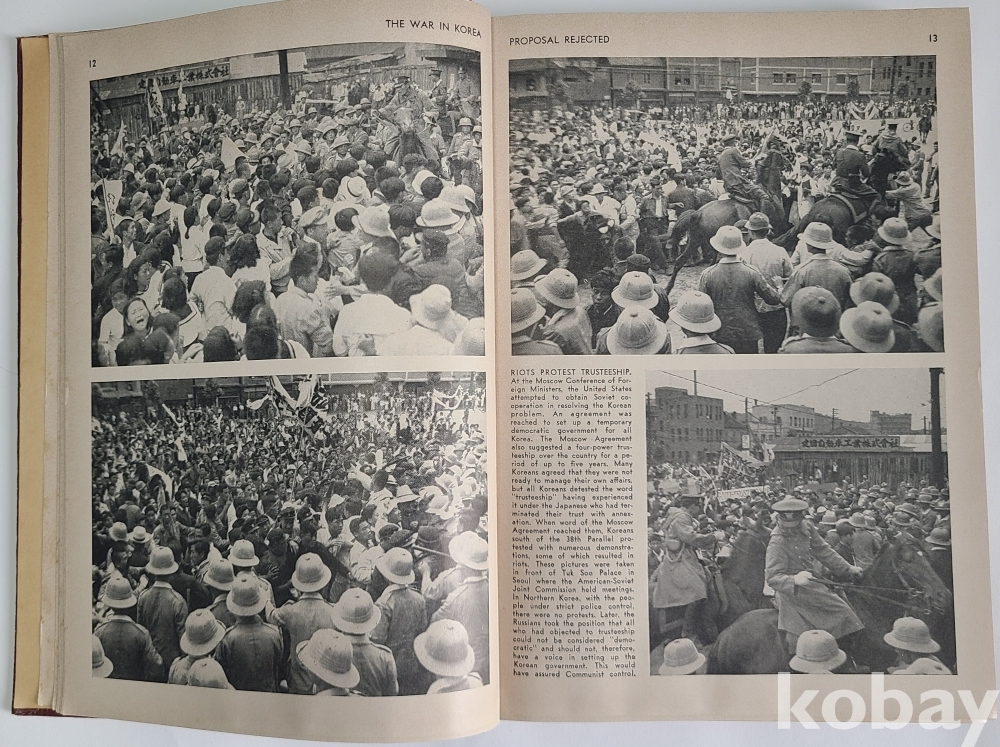 THE WAR IN KOREA
12
PROPOSAL REJECTED
13
RIOTS PROTEST TRUSTEESHIP.
At the Moscow Conference of For-
eign Ministers, the United States
attempted to obtain Soviet co-
operation in resolving the Korean
problem. An agreement was
reached to set up a temporary
democratic government for all
Korea. The Moscow Agreement
also suggested a four-power trus-
teeship over the country for a pe-
riod of up to five years. Many
Koreans agreed that they were not
ready to manage their own affairs,
but all Koreans detested the word
"trusteeship" having experienced
it under the Japanese who had ter-
minated their trust with annex-
ation. When word of the Moscow
Agreement reached them, Koreans
south of the 38th Parallel pro-
tested with numerous demonstra-
tions, some of which resulted in
riots. These pictures were taken
in front of Tuk Soo Palace in
Seoul where the American-Soviet
Joint Commission held meetings.
In Northern Korea, with the peo-
ple under strict police control,
there were no protests. Later, the
Russians took the position that all
who had objected to trusteeship
could not be considered "demo-
cratic" and should not, therefore,
have a voice in setting up the
Korean government. This would
have assured Communist control.
kobay